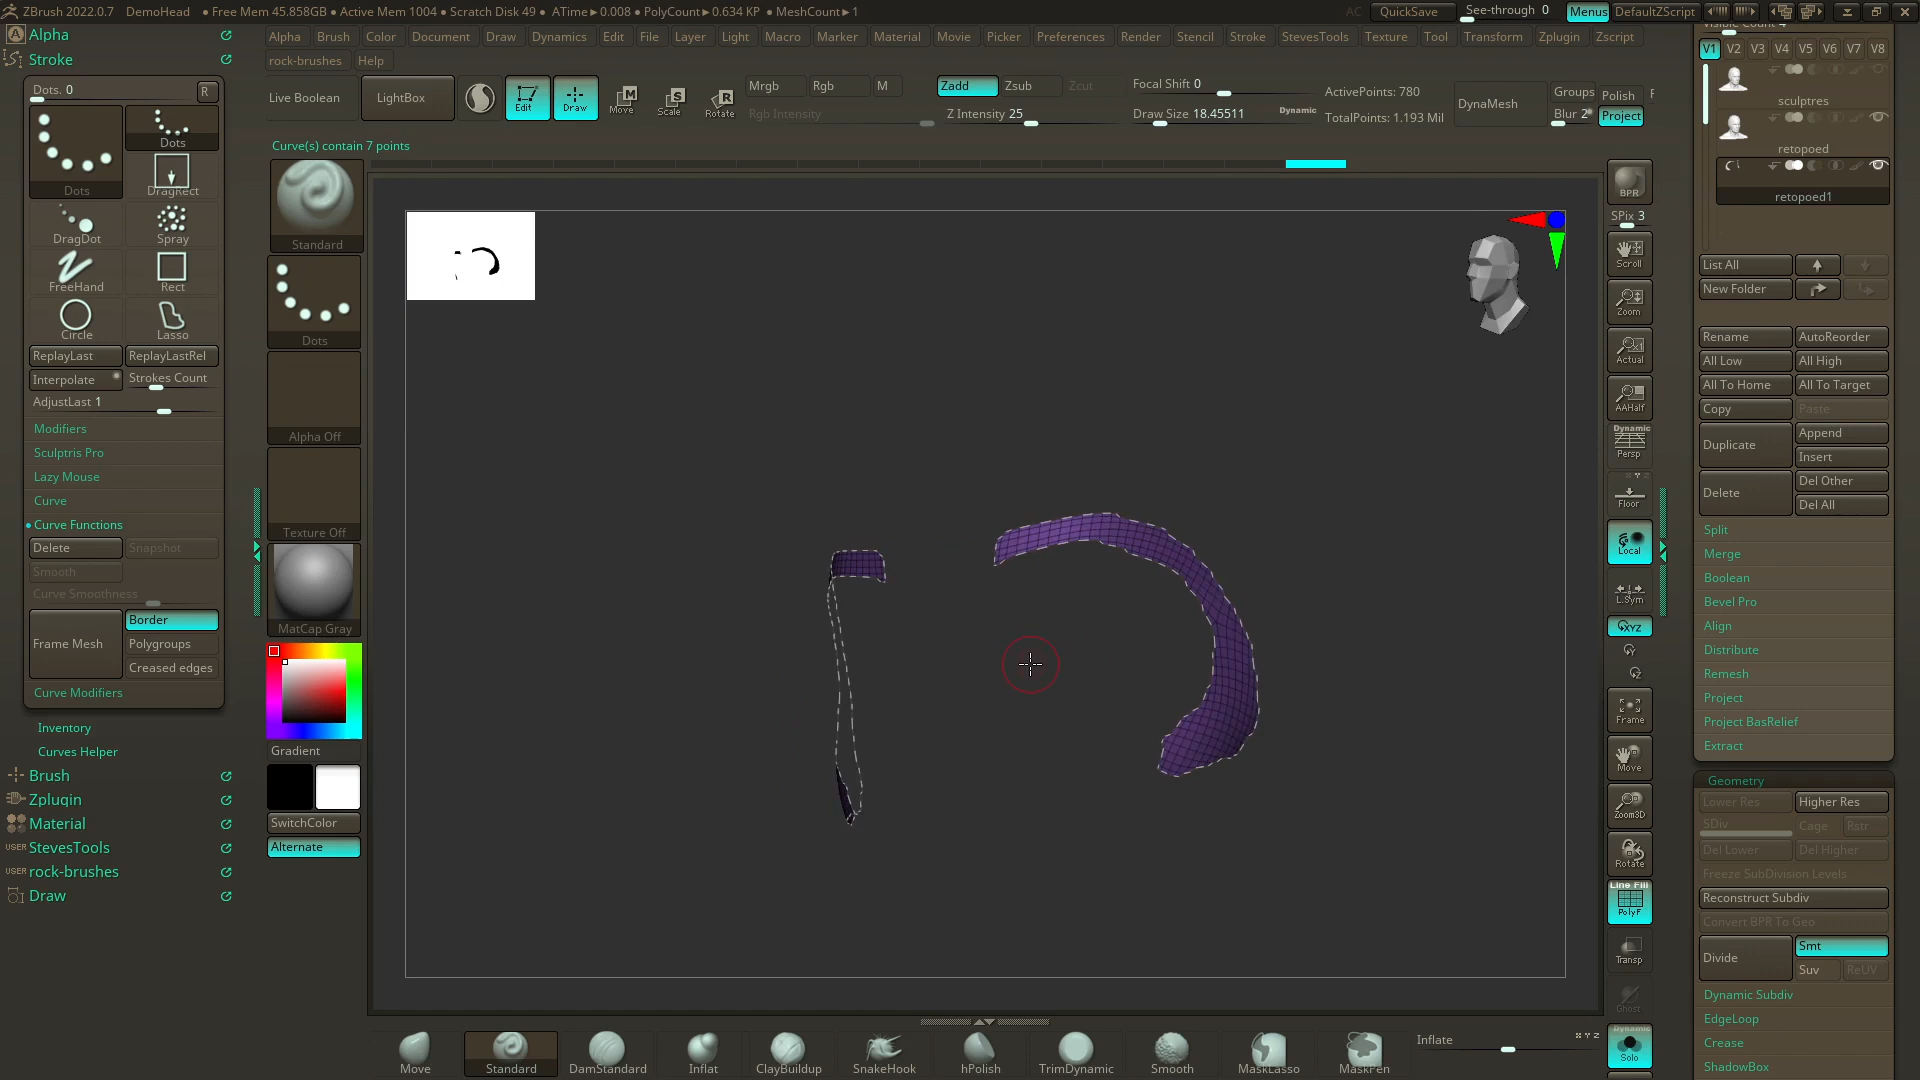 ZBrush 2022.0.7 DemoHead • Free Mem 45.858GB • Active Mem 1004 • Scratch Disk 49 • ATime►0.008 • PolyCount►0.634 KP • MeshCount►1 AC QuickSave See-through 0 Menus DefaultZScript
Alpha Brush Color Document Draw Dynamics Edit File Layer Light Macro Marker Material Movie Picker Preferences Render Stencil Stroke StevesTools Texture Tool Transform Zplugin Zscript
rock-brushes Help
Alpha
Stroke
Dots. 0 R
Dots
Dots
DragRect
DragDot Spray
FreeHand Rect
Circle Lasso
ReplayLast ReplayLastRel
Interpolate Strokes Count
AdjustLast 1
Modifiers
Sculptris Pro
Lazy Mouse
Curve
Curve Functions
Delete Snapshot
Smooth
Curve Smoothness
Frame Mesh Border
Polygroups
Creased edges
Curve Modifiers
Inventory
Curves Helper
Brush
Zplugin
Material
USER StevesTools
USER rock-brushes
Draw
Live Boolean LightBox Edit Draw Move Scale Rotate
Mrgb Rgb M
Rgb Intensity
Zadd Zsub Zcut
Z Intensity 25
Focal Shift 0
Draw Size 18.45511 Dynamic
ActivePoints: 780
TotalPoints: 1.193 Mil
DynaMesh Groups Polish
Blur 2 Project
Curve(s) contain 7 points
Standard
Dots
Alpha Off
Texture Off
MatCap Gray
Gradient
SwitchColor
Alternate
BPR
SPix 3
Scroll
Zoom
Actual
AAHalf
Dynamic
Persp
Floor
Local
L.Sym
XYZ
Frame
Move
Zoom3D
Rotate
Line Fill
PolyF
Transp
Ghost
Dynamic
Solo
V1 V2 V3 V4 V5 V6 V7 V8
sculptres
retopoed
retopoed1
List All
New Folder
Rename AutoReorder
All Low All High
All To Home All To Target
Copy Paste
Duplicate Append
Insert
Delete Del Other
Del All
Split
Merge
Boolean
Bevel Pro
Align
Distribute
Remesh
Project
Project BasRelief
Extract
Geometry
Lower Res Higher Res
SDiv Cage Rstr
Del Lower Del Higher
Freeze SubDivision Levels
Reconstruct Subdiv
Convert BPR To Geo
Divide Smt
Suv ReUV
Dynamic Subdiv
EdgeLoop
Crease
ShadowBox
Move Standard DamStandard Inflat ClayBuildup SnakeHook hPolish TrimDynamic Smooth MaskLasso MaskPen
Inflate X Y Z